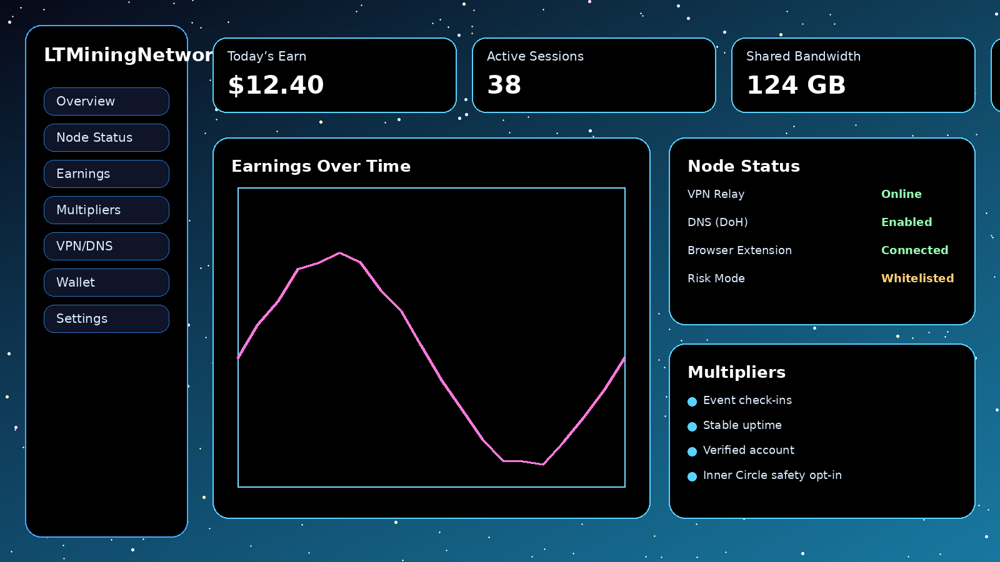 LTMiningNetwor
Overview
Node Status
Earnings
Multipliers
VPN/DNS
Wallet
Settings
Today’s Earn
$12.40
Active Sessions
38
Shared Bandwidth
124 GB
Earnings Over Time
Node Status
VPN Relay Online
DNS (DoH) Enabled
Browser Extension Connected
Risk Mode Whitelisted
Multipliers
Event check-ins
Stable uptime
Verified account
Inner Circle safety opt-in